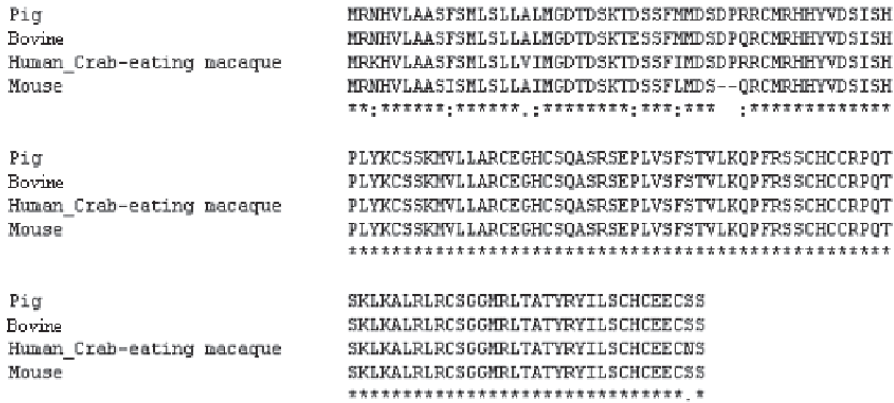 Pig MRNHVLAASFSMLSLLALMGDTDSKTDSSFMMDSDPRRCMRHHYVDSISH
Bovine MRNHVLAASFSMLSLLALMGDTDSKTESSFMMDSDPQRCMRHHYVDSISH
Human_Crab-eating macaque MRKHVLAASFSMLSLLVIMGDTDSKTDSSFIMDSDPRRCMRHHYVDSISH
Mouse MRNHVLAASISMLSLLAIMGDTDSKTDSSFLMDS--QRCMRHHYVDSISH
**:******:******.:********:***:*** :*************
Pig PLYKCSSKMVLLARCEGHCSQASRSEPLVSFSTVLKQPFRSSCHCCRPQT
Bovine PLYKCSSKMVLLARCEGHCSQASRSEPLVSFSTVLKQPFRSSCHCCRPQT
Human_Crab-eating macaque PLYKCSSKMVLLARCEGHCSQASRSEPLVSFSTVLKQPFRSSCHCCRPQT
Mouse PLYKCSSKMVLLARCEGHCSQASRSEPLVSFSTVLKQPFRSSCHCCRPQT
**************************************************
Pig SKLKALRLRCSGGMRLTATYRYILSCHCEECSS
Bovine SKLKALRLRCSGGMRLTATYRYILSCHCEECSS
Human_Crab-eating macaque SKLKALRLRCSGGMRLTATYRYILSCHCEECNS
Mouse SKLKALRLRCSGGMRLTATYRYILSCHCEECSS
*******************************.*